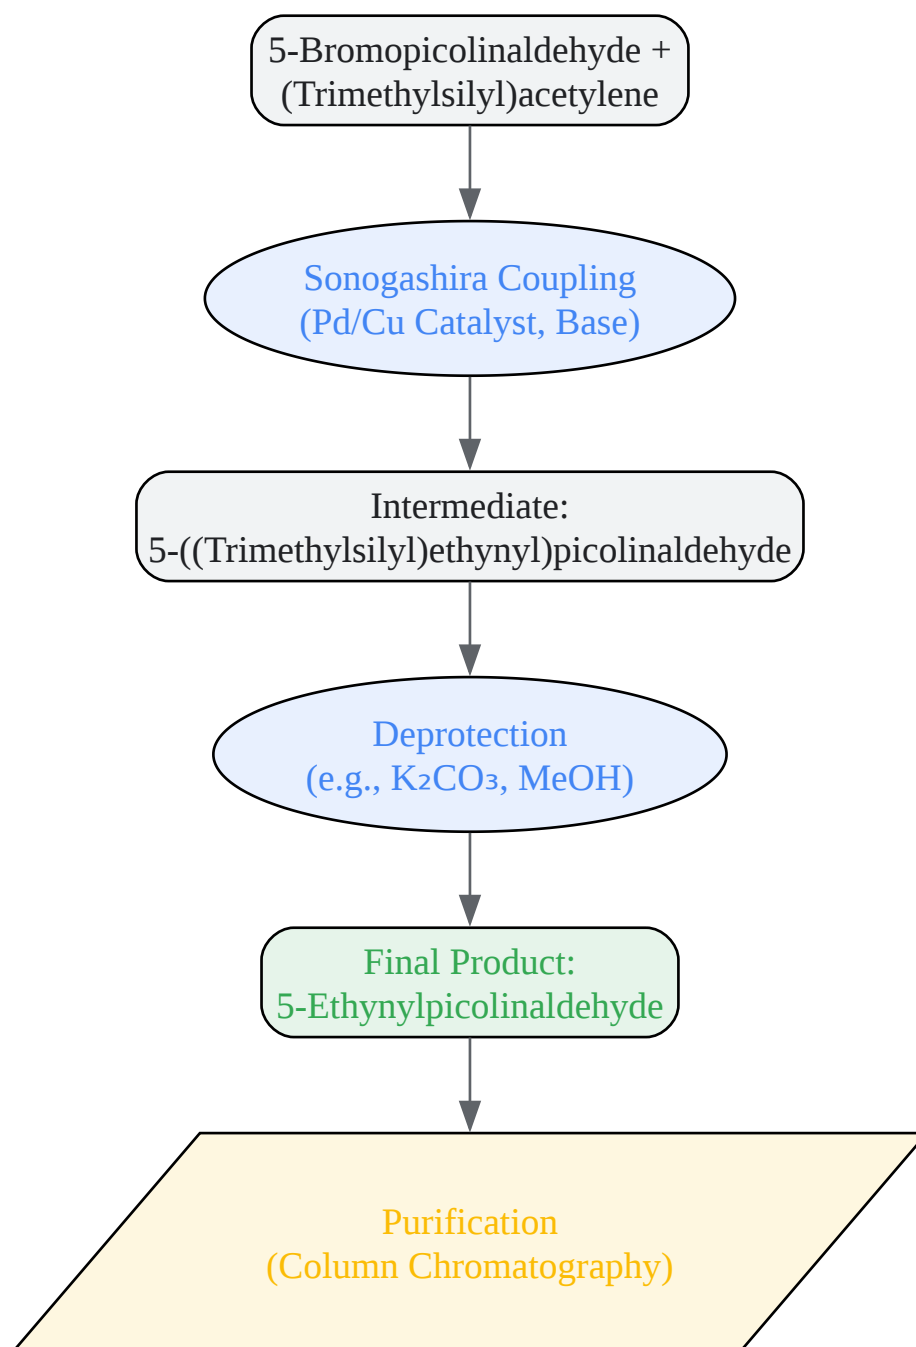 5-Bromopicolinaldehyde +
(Trimethylsilyl)acetylene
Sonogashira Coupling
(Pd/Cu Catalyst, Base)
Intermediate:
5-((Trimethylsilyl)ethynyl)picolinaldehyde
Deprotection
(e.g., K₂CO₃, MeOH)
Final Product:
5-Ethynylpicolinaldehyde
Purification
(Column Chromatography)